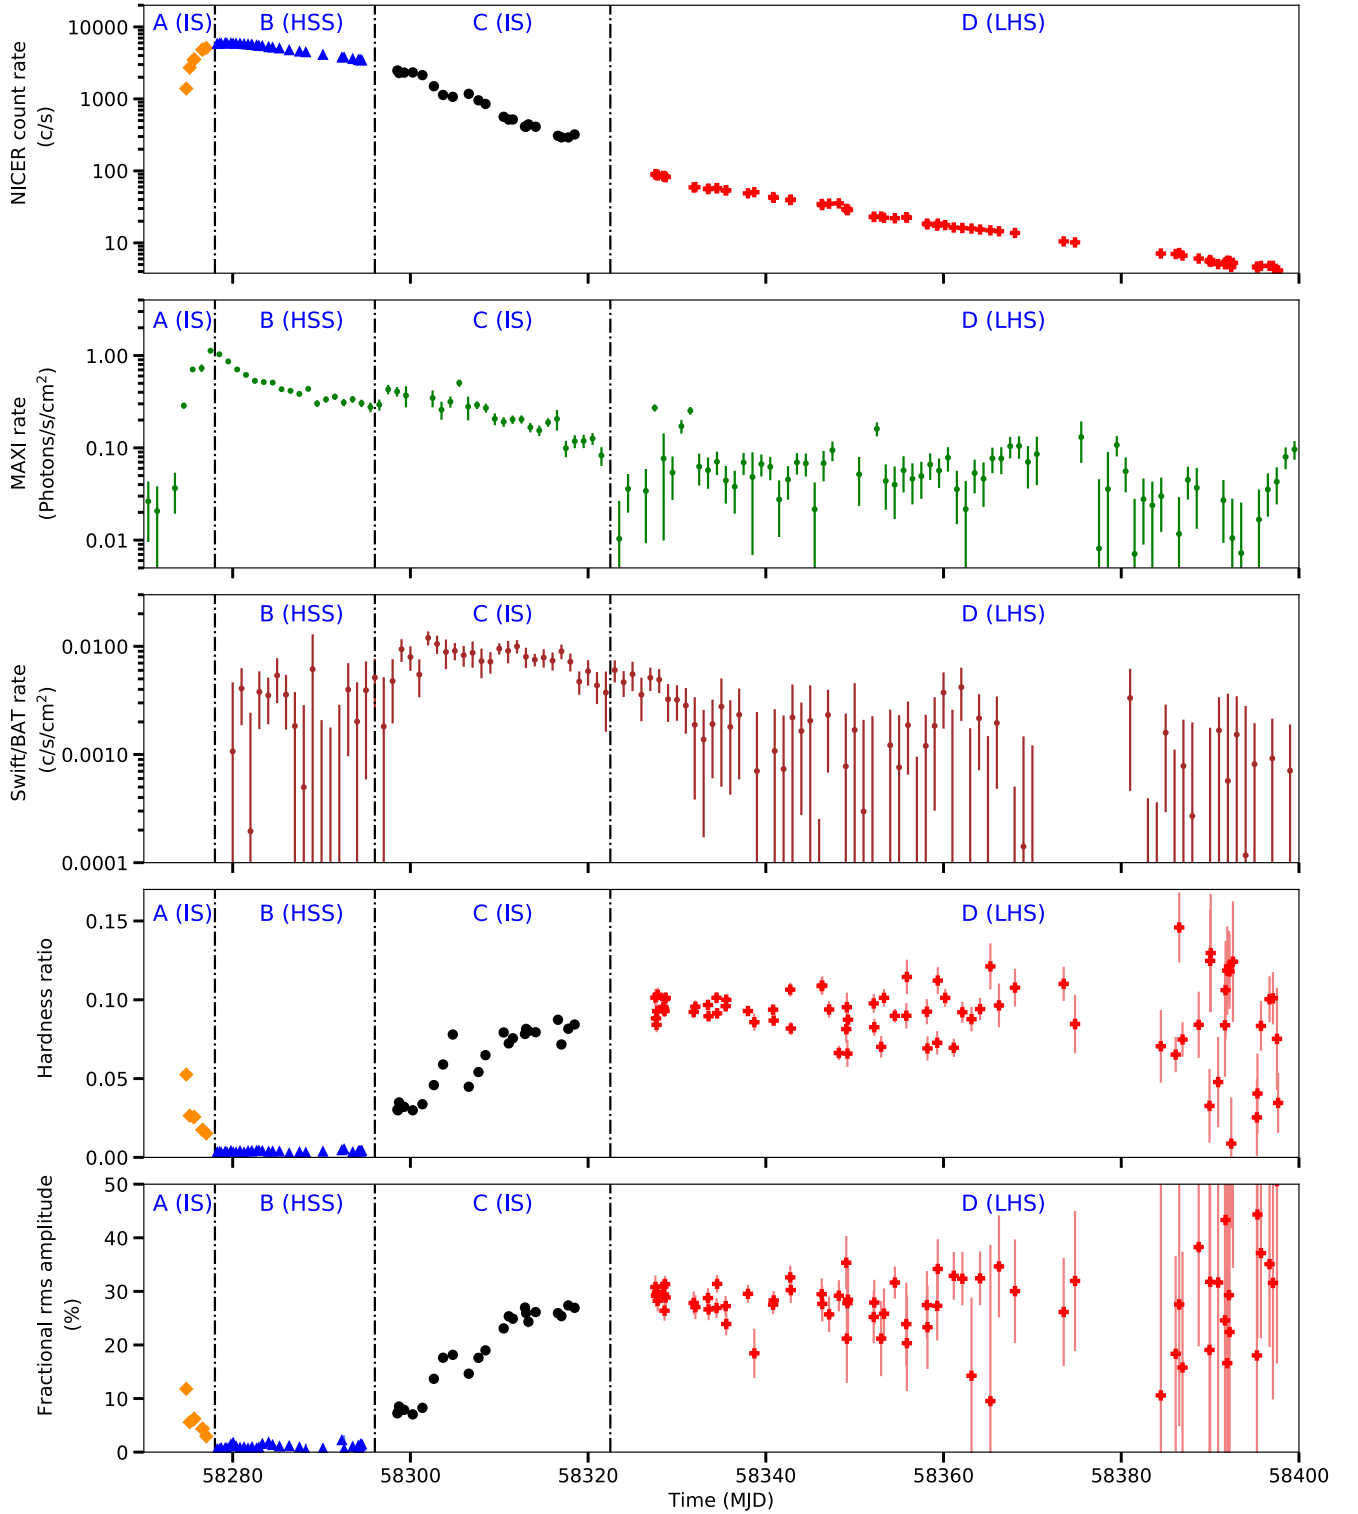 A (IS)
B (HSS)
C (IS)
D (LHS)
NICER count rate
(c/s)
10000
1000
100
10
A (IS)
B (HSS)
C (IS)
D (LHS)
MAXI rate
(Photons/s/cm²)
1.00
0.10
0.01
B (HSS)
C (IS)
D (LHS)
Swift/BAT rate
(c/s/cm²)
0.0100
0.0010
0.0001
A (IS)
B (HSS)
C (IS)
D (LHS)
Hardness ratio
0.15
0.10
0.05
0.00
A (IS)
B (HSS)
C (IS)
D (LHS)
Fractional rms amplitude
(%)
50
40
30
20
10
0
58280
58300
58320
58340
58360
58380
58400
Time (MJD)